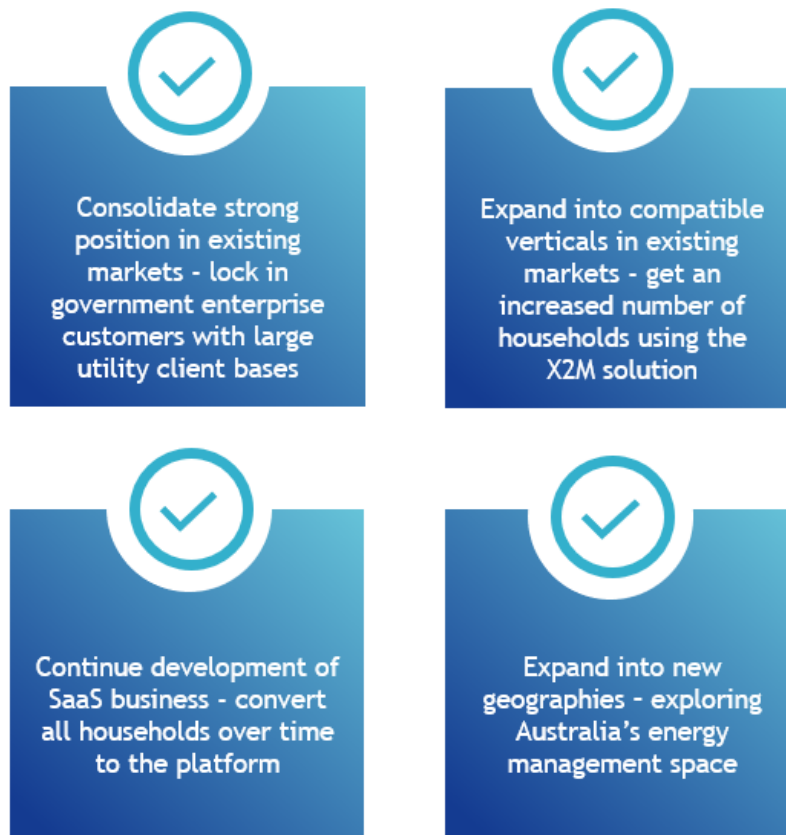 Consolidate strong
position in existing
markets - lock in
government enterprise
customers with large
utility client bases
Expand into compatible
verticals in existing
markets – get an
increased number of
households using the
X2M solution
Continue development of
SaaS business - convert
all households over time
to the platform
Expand into new
geographies – exploring
Australia’s energy
management space